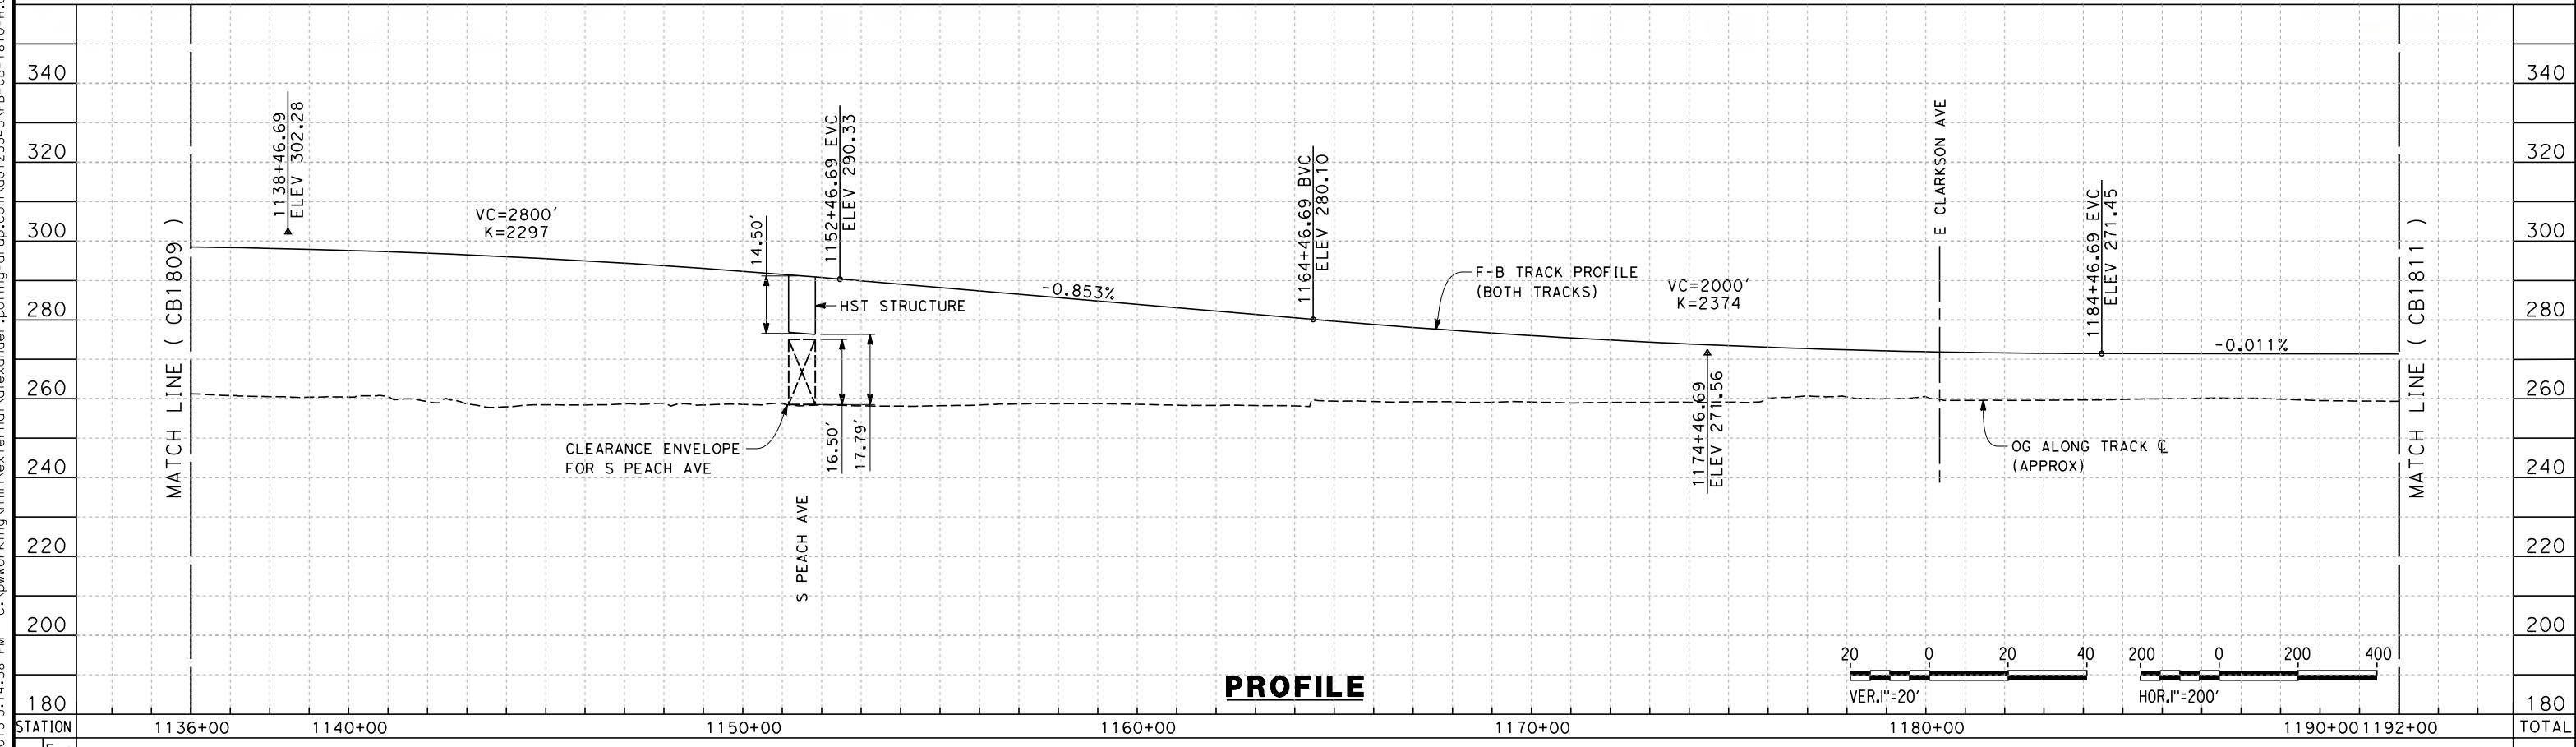 340
320
300
280
260
240
220
200
180
STATION
MATCH LINE ( CB1809 )
1138+46.69
ELEV 302.28
VC=2800'
K=2297
14.50'
1152+46.69 EVC
ELEV 290.33
HST STRUCTURE
CLEARANCE ENVELOPE
FOR S PEACH AVE
16.50'
17.79'
S PEACH AVE
-0.853%
1164+46.69 BVC
ELEV 280.10
F-B TRACK PROFILE
(BOTH TRACKS)
VC=2000'
K=2374
1174+46.69
ELEV 271.56
E CLARKSON AVE
OG ALONG TRACK ℄
(APPROX)
1184+46.69 EVC
ELEV 271.45
-0.011%
MATCH LINE ( CB1811 )
340
320
300
280
260
240
220
200
180
TOTAL
PROFILE
20 0 20 40
VER.1"=20'
200 0 200 400
HOR.1"=200'
1136+00 1140+00 1150+00 1160+00 1170+00 1180+00 1190+00 1192+00